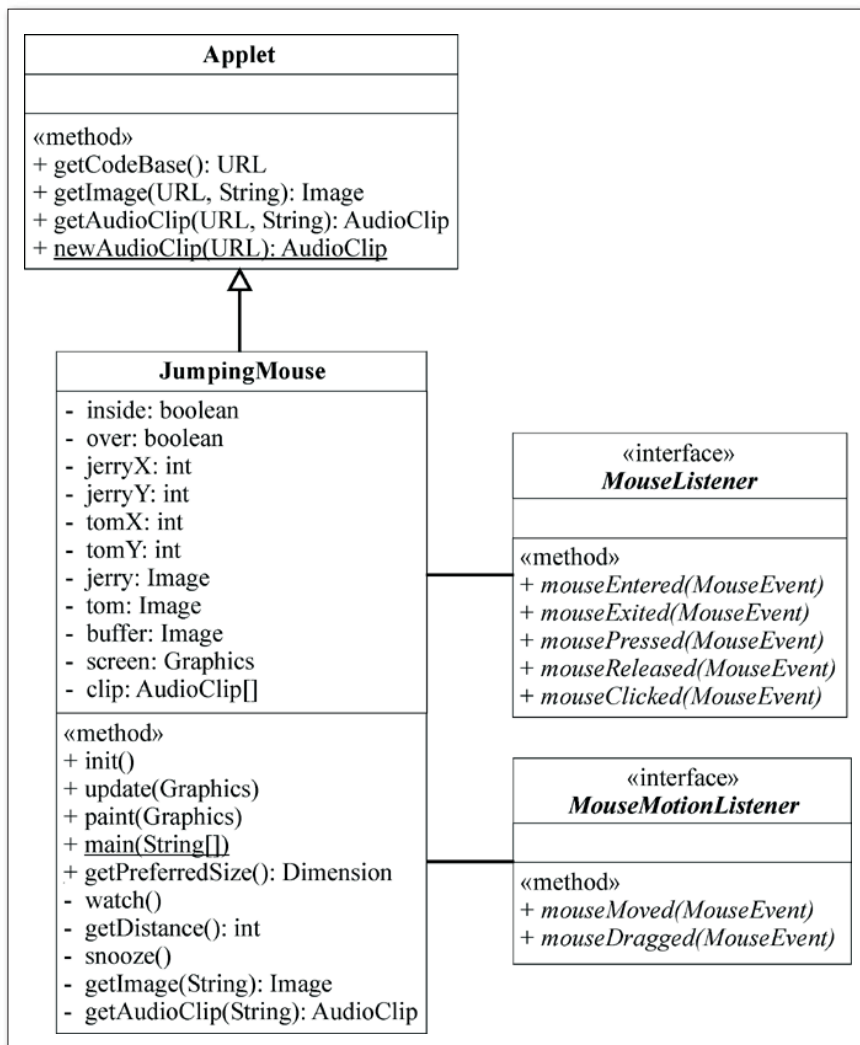 Applet
«method»
+ getCodeBase(): URL
+ getImage(URL, String): Image
+ getAudioClip(URL, String): AudioClip
+ newAudioClip(URL): AudioClip
JumpingMouse
- inside: boolean
- over: boolean
- jerryX: int
- jerryY: int
- tomX: int
- tomY: int
- jerry: Image
- tom: Image
- buffer: Image
- screen: Graphics
- clip: AudioClip[]
«method»
+ init()
+ update(Graphics)
+ paint(Graphics)
+ main(String[])
+ getPreferredSize(): Dimension
- watch()
- getDistance(): int
- snooze()
- getImage(String): Image
- getAudioClip(String): AudioClip
«interface»
MouseListener
«method»
+ mouseEntered(MouseEvent)
+ mouseExited(MouseEvent)
+ mousePressed(MouseEvent)
+ mouseReleased(MouseEvent)
+ mouseClicked(MouseEvent)
«interface»
MouseMotionListener
«method»
+ mouseMoved(MouseEvent)
+ mouseDragged(MouseEvent)